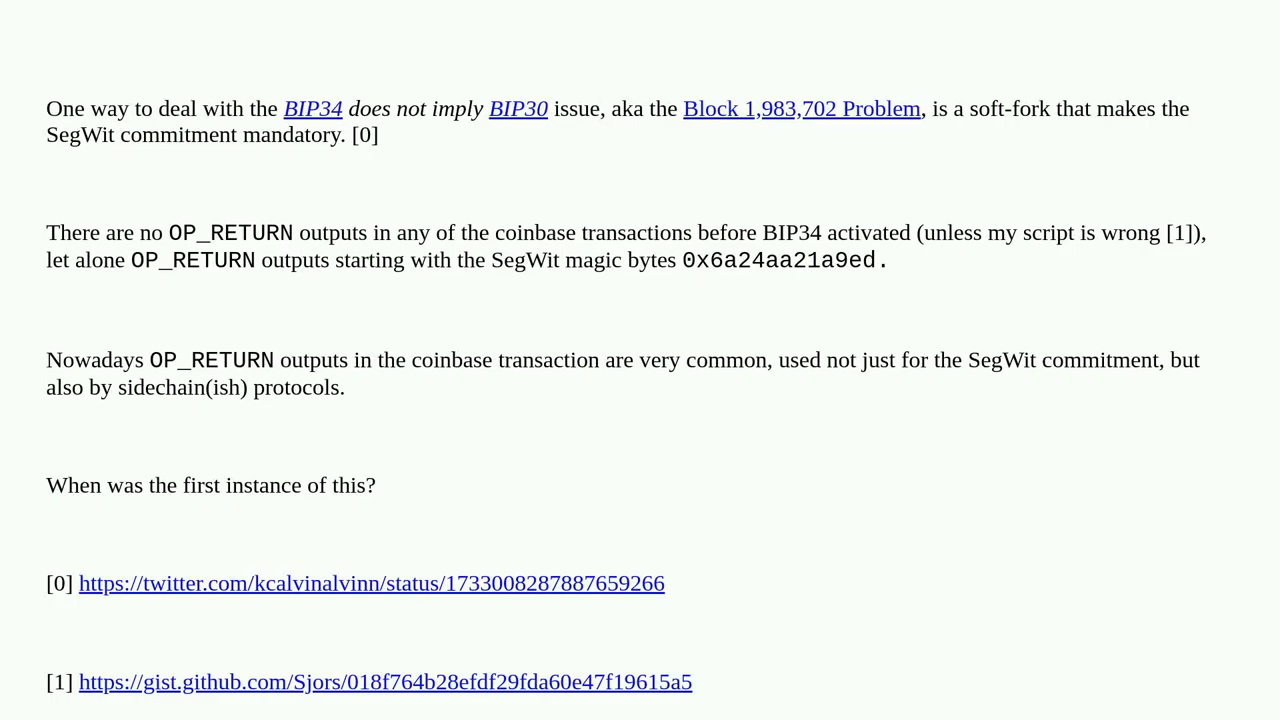 One way to deal with the BIP34 does not imply BIP30 issue, aka the Block 1,983,702 Problem, is a soft-fork that makes the
SegWit commitment mandatory. [0]
There are no OP_RETURN outputs in any of the coinbase transactions before BIP34 activated (unless my script is wrong [1]),
let alone OP_RETURN outputs starting with the SegWit magic bytes 0x6a24aa21a9ed.
Nowadays OP_RETURN outputs in the coinbase transaction are very common, used not just for the SegWit commitment, but
also by sidechain(ish) protocols.
When was the first instance of this?
[0] https://twitter.com/kcalvinalvinn/status/1733008287887659266
[1] https://gist.github.com/Sjors/018f764b28efdf29fda60e47f19615a5